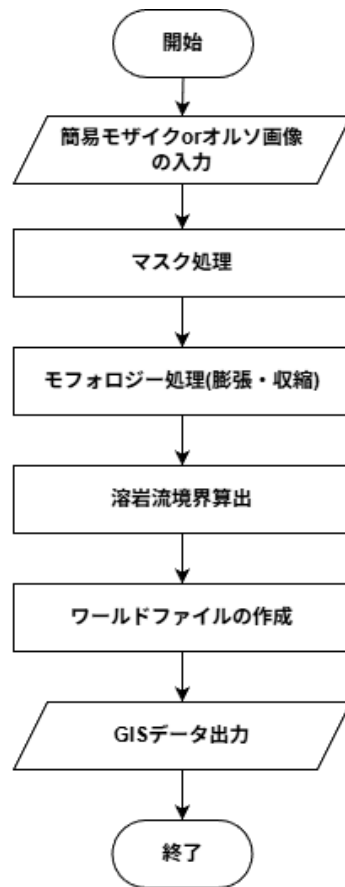 開始
簡易モザイクorオルソ画像
の入力
マスク処理
モフォロジー処理(膨張・収縮)
溶岩流境界算出
ワールドファイルの作成
GISデータ出力
終了